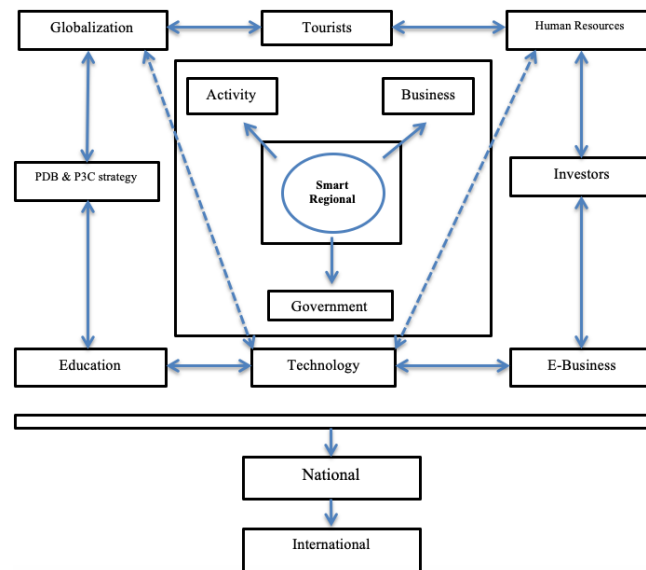 Globalization
Tourists
Human Resources
Activity
Business
PDB & P3C strategy
Smart
Regional
Investors
Government
Education
Technology
E-Business
National
International